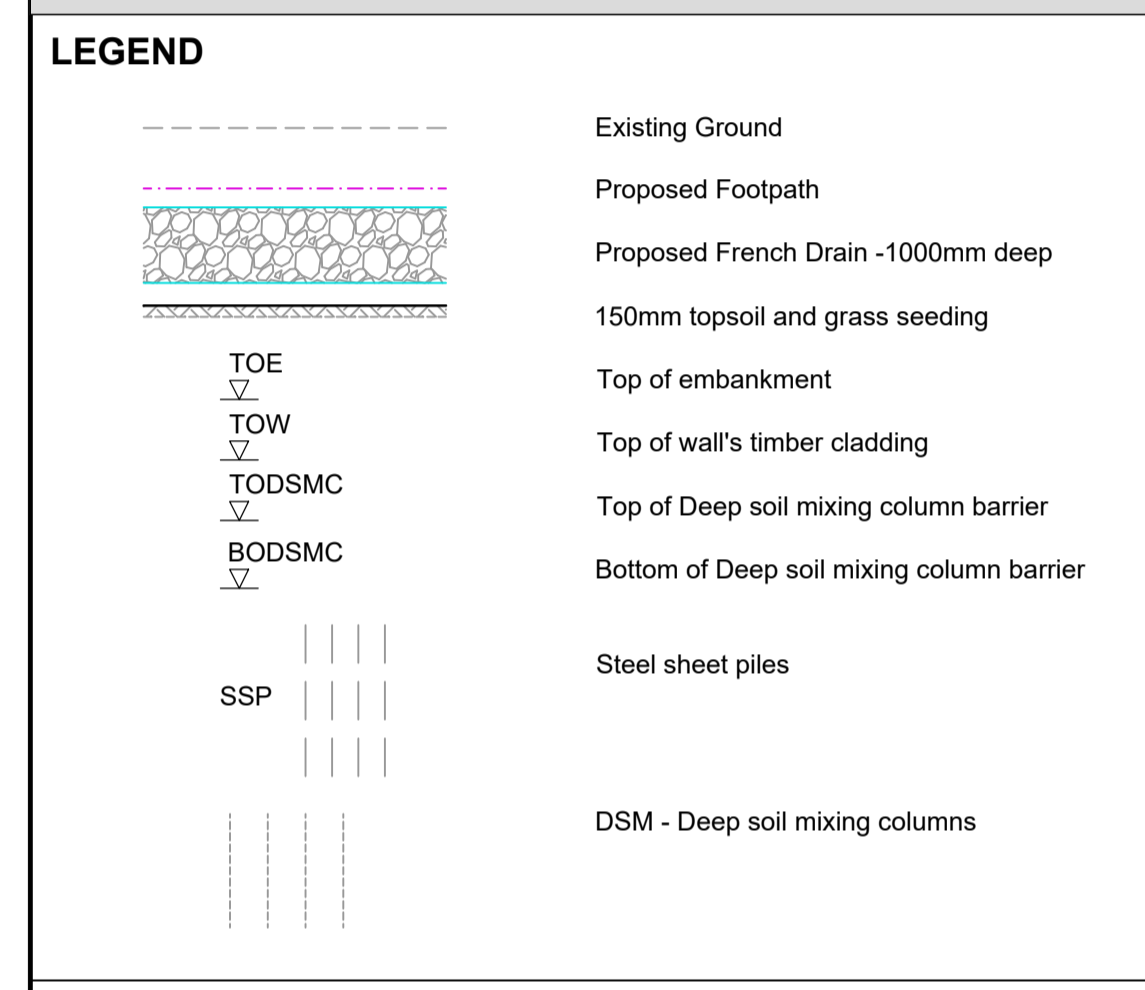 LEGEND
Existing Ground
Proposed Footpath
Proposed French Drain -1000mm deep
150mm topsoil and grass seeding
TOE
Top of embankment
TOW
Top of wall's timber cladding
TODSMC
Top of Deep soil mixing column barrier
BODSMC
Bottom of Deep soil mixing column barrier
SSP
Steel sheet piles
DSM - Deep soil mixing columns